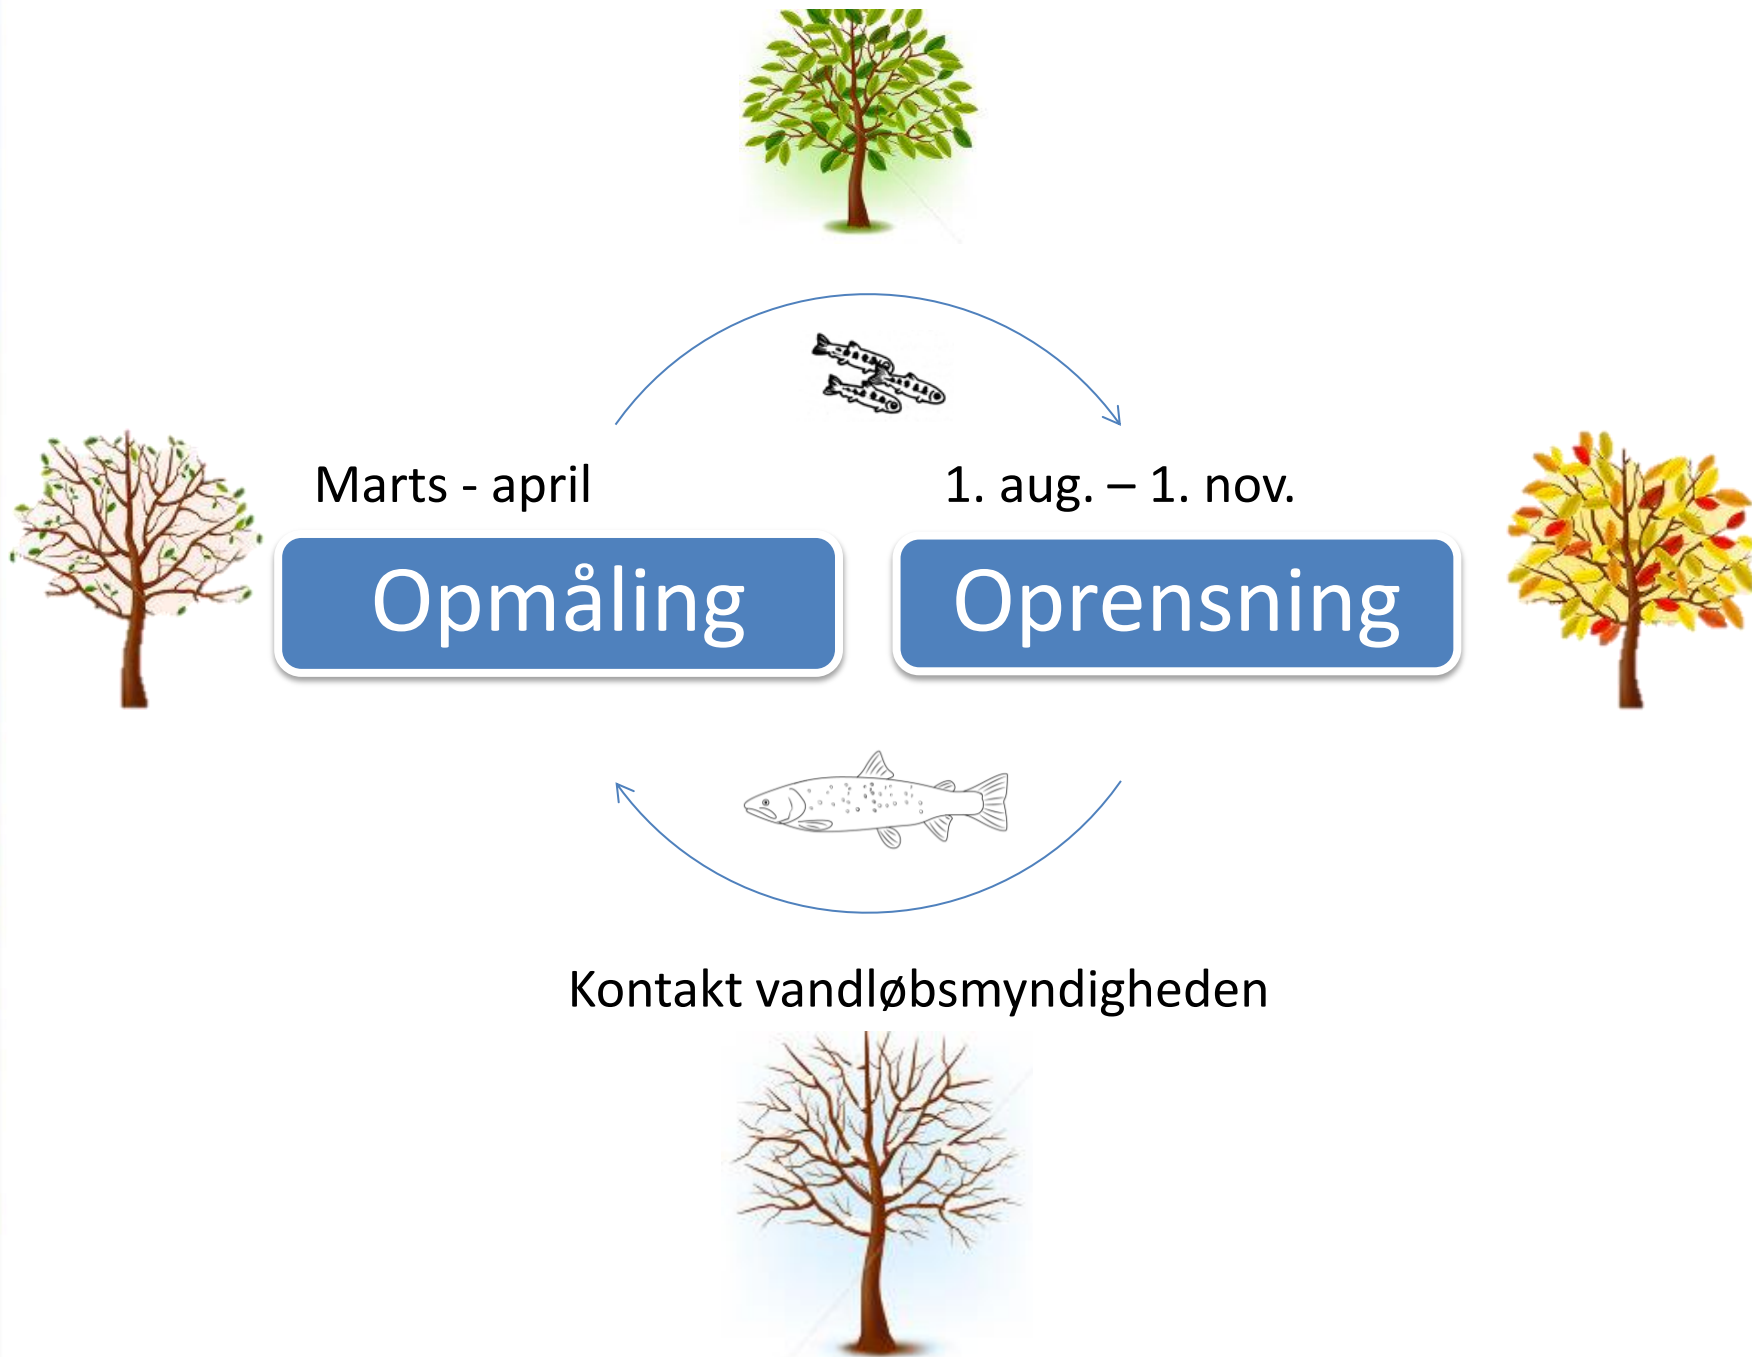 Marts - april
1. aug. – 1. nov.
Opmåling
Oprensning
Kontakt vandløbsmyndigheden